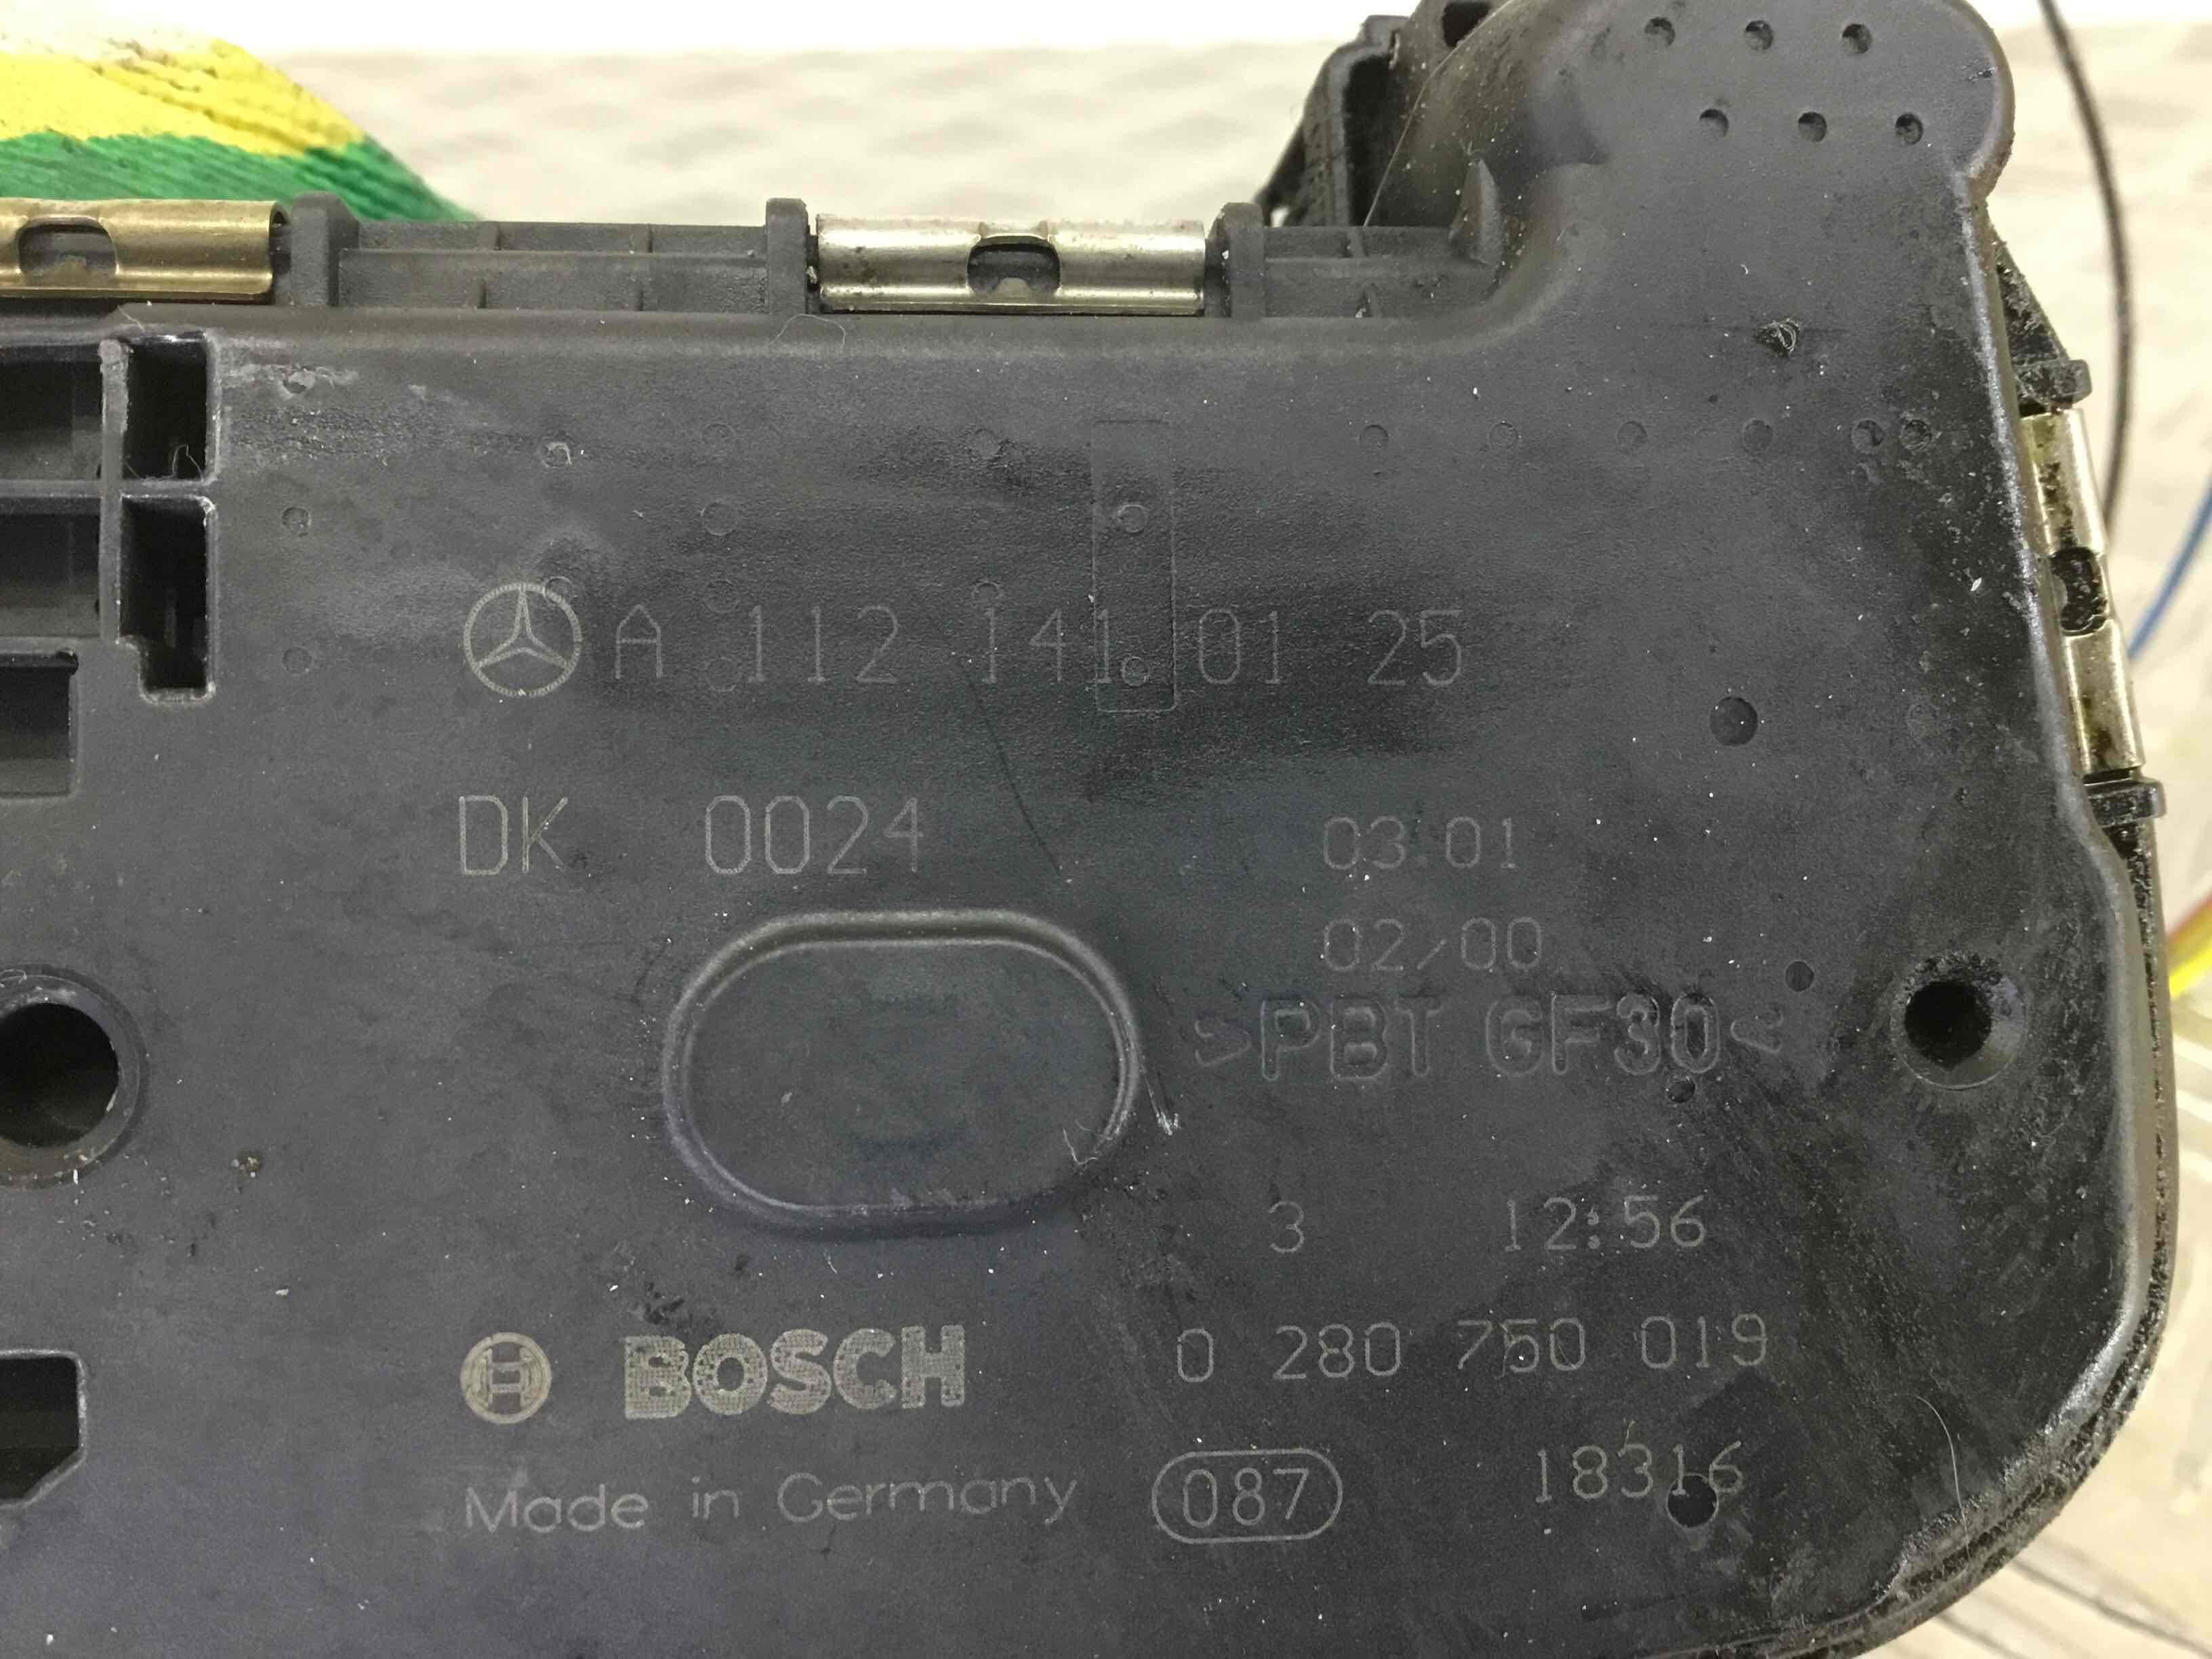 A 112 141 01 25
DK 0024
03.01
02/00
>PBT GF30<
3 12:56
BOSCH 0 280 750 019
Made in Germany 087 18316